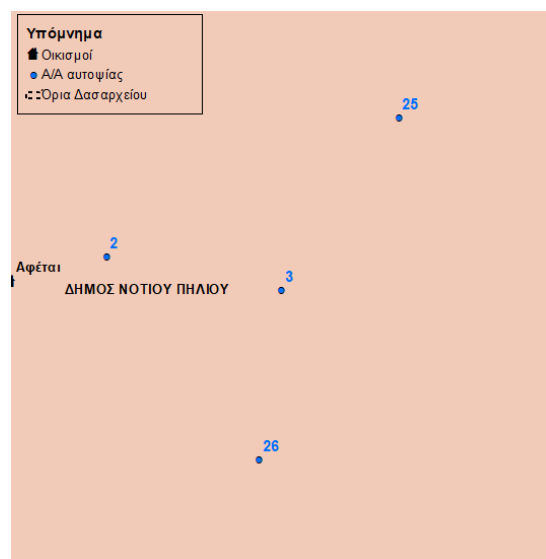 Υπόμνημα
Οικισμοί
Α/Α αυτοψίας
Όρια Δασαρχείου
25
2
Αφέται
3
ΔΗΜΟΣ ΝΟΤΙΟΥ ΠΗΛΙΟΥ
26